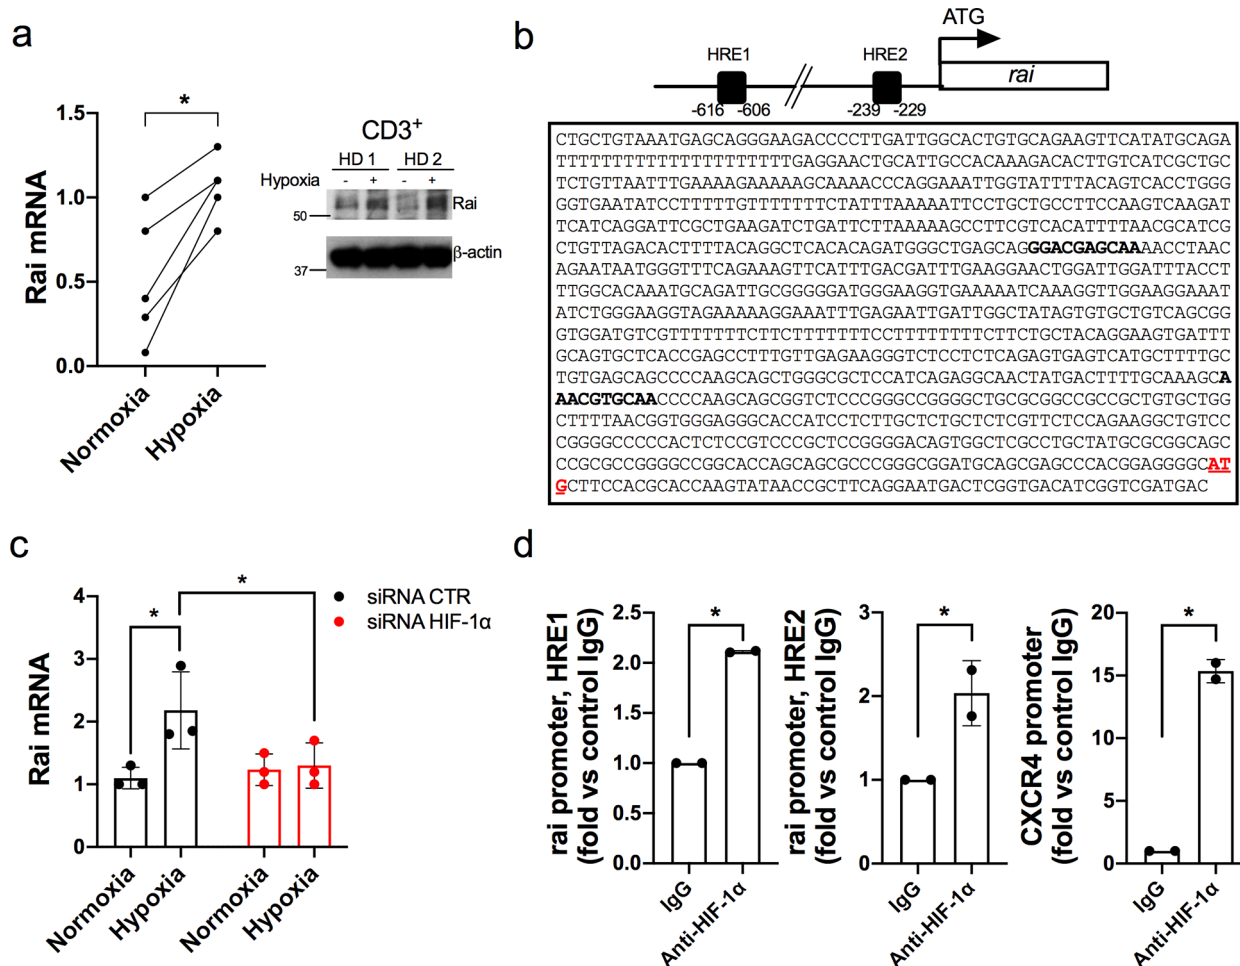 a
1.5
1.0
0.5
0.0
Rai mRNA
*
Normoxia
Hypoxia
CD3+
HD 1 HD 2
Hypoxia - + - +
Rai
50
β-actin
37
b
ATG
HRE1 HRE2
rai
-616 -606 -239 -229
CTGCTGTAAATGAGCAGGGAAGACCCCTTGATTGGCACTGTGCAGAAGTTCATATGCAGA
TTTTTTTTTTTTTTTTTTTTTGAGGAACTGCATTGCCACAAAGACACTTGTCATCGCTGC
TCTGTTAATTTGAAAAGAAAAAGCAAAACCCAGGAAATTGGTATTTTACAGTCACCTGGG
GGTGAATATCCTTTTTGTTTTTTTCTATTTAAAAATTCCTGCTGCCTTCCAAGTCAAGAT
TCATCAGGATTCGCTGAAGATCTGATTCTTAAAAAGCCTTCGTCACATTTTAACGCATCG
CTGTTAGACACTTTTACAGGCTCACACAGATGGGCTGAGCAGGGACGAGCAAAACCTAAC
AGAATAATGGGTTTCAGAAAGTTCATTTGACGATTTGAAGGAACTGGATTGGATTTACCT
TTGGCACAAATGCAGATTGCGGGGGATGGGAAGGTGAAAAATCAAAGGTTGGAAGGAAAT
ATCTGGGAAGGTAGAAAAAGGAAATTTGAGAATTGATTGGCTATAGTGTGCTGTCAGCGG
GTGGATGTCGTTTTTTCTTCTTTTTTTCCTTTTTTTCTTCTGCTACAGGAAGTGATTT
GCAGTGCTCACCGAGCCTTTGTTGAGAAGGGTCTCCTCTCAGAGTGAGTCATGCTTTTGC
TGTGAGCAGCCCCAAGCAGCTGGGCGCTCCATCAGAGGCAACTATGACTTTTGCAAAGCA
AACGTGCAACCCCAAGCAGCGGTCTCCCGGGCCGGGGCTGCGCGGCCGCCGCTGTGCTGG
CTTTTAACGGTGGGAGGGCACCATCCTCTTGCTCTGCTCTCGTTCTCCAGAAGGCTGTCC
CGGGGCCCCCACTCTCCGTCCCGCTCCGGGGACAGTGGCTCGCCTGCTATGCGCGGCAGC
CCGCGCCGGGGCCGGCACCAGCAGCGCCCGGGCGGATGCAGCGAGCCCACGGAGGGGCAT
GCTTCCACGCACCAAGTATAACCGCTTCAGGAATGACTCGGTGACATCGGTCGATGAC
c
4
3
2
1
0
Rai mRNA
*
*
siRNA CTR
siRNA HIF-1α
Normoxia
Hypoxia
Normoxia
Hypoxia
d
rai promoter, HRE1
(fold vs control IgG)
2.5
2.0
1.5
1.0
0.5
0.0
*
IgG
Anti-HIF-1α
rai promoter, HRE2
(fold vs control IgG)
3
2
1
0
*
IgG
Anti-HIF-1α
CXCR4 promoter
(fold vs control IgG)
20
15
10
5
0
*
IgG
Anti-HIF-1α